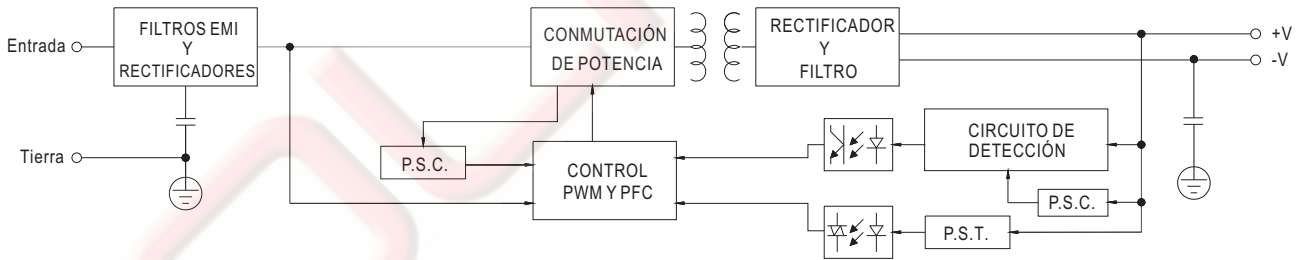 Entrada
FILTROS EMI
Y
RECTIFICADORES
CONMUTACIÓN
DE POTENCIA
RECTIFICADOR
Y
FILTRO
+V
-V
Tierra
P.S.C.
CONTROL
PWM Y PFC
CIRCUITO DE
DETECCIÓN
P.S.C.
P.S.T.